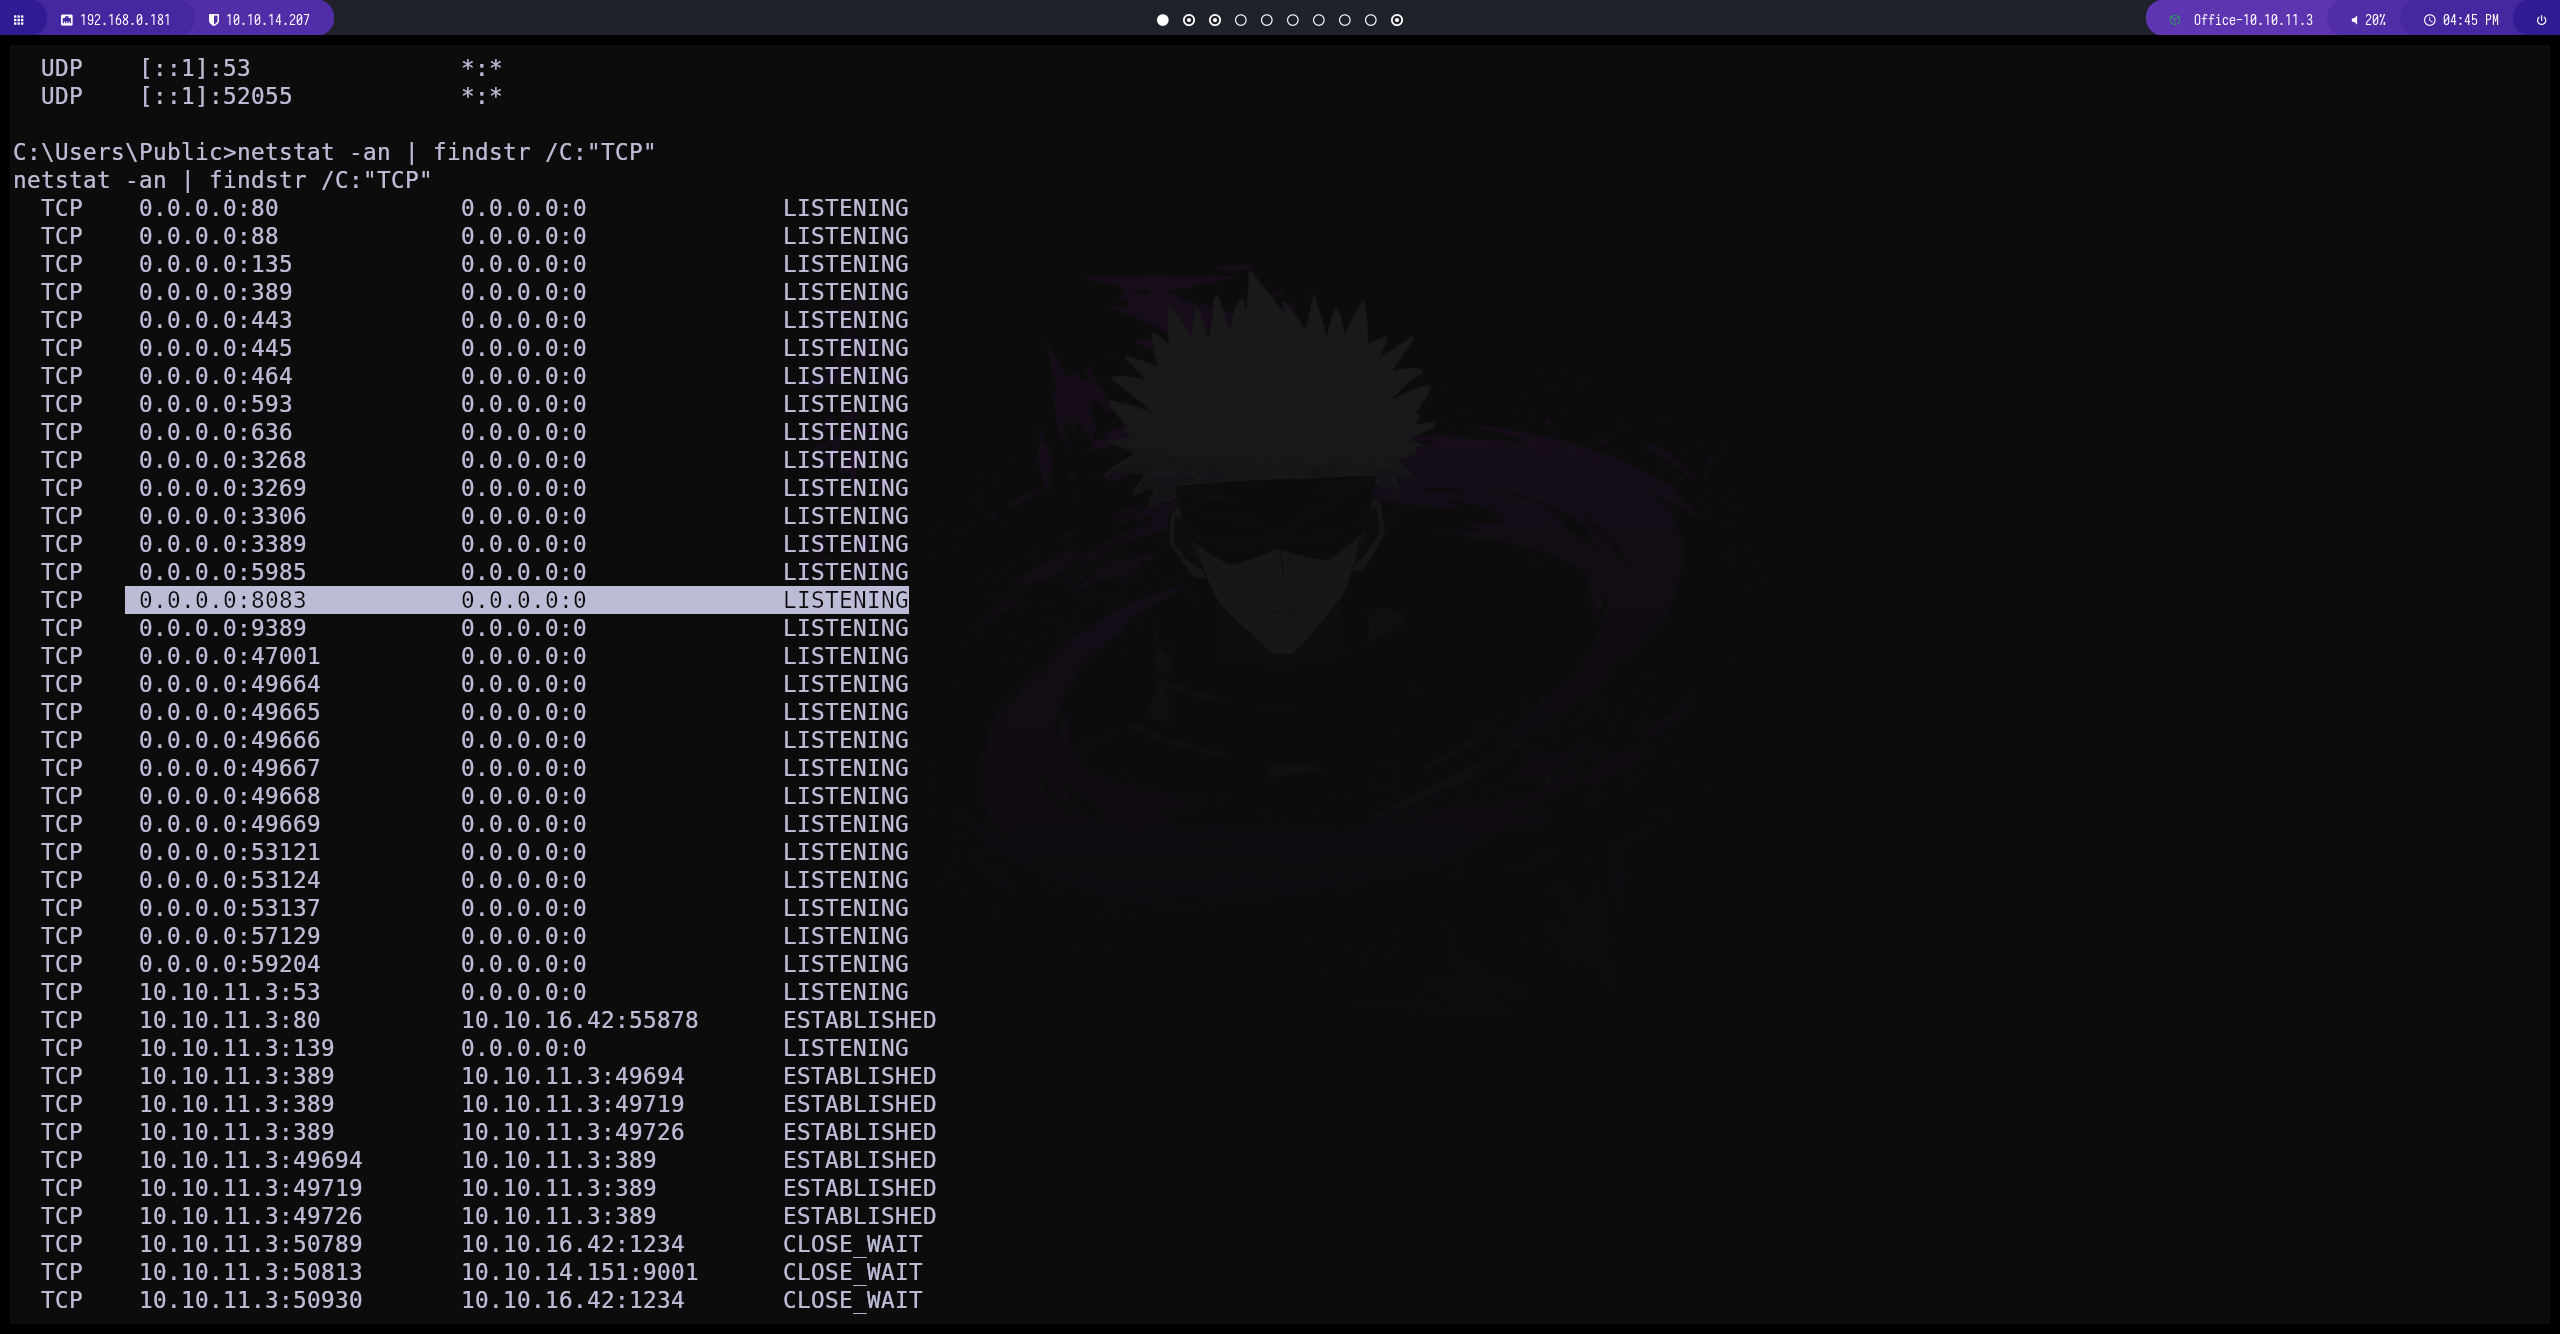 192.168.0.181 10.10.14.207 Office-10.10.11.3 20% 04:45 PM
UDP    [::1]:53               *:*
UDP    [::1]:52055            *:*
C:\Users\Public>netstat -an | findstr /C:"TCP"
netstat -an | findstr /C:"TCP"
TCP    0.0.0.0:80             0.0.0.0:0              LISTENING
TCP    0.0.0.0:88             0.0.0.0:0              LISTENING
TCP    0.0.0.0:135            0.0.0.0:0              LISTENING
TCP    0.0.0.0:389            0.0.0.0:0              LISTENING
TCP    0.0.0.0:443            0.0.0.0:0              LISTENING
TCP    0.0.0.0:445            0.0.0.0:0              LISTENING
TCP    0.0.0.0:464            0.0.0.0:0              LISTENING
TCP    0.0.0.0:593            0.0.0.0:0              LISTENING
TCP    0.0.0.0:636            0.0.0.0:0              LISTENING
TCP    0.0.0.0:3268           0.0.0.0:0              LISTENING
TCP    0.0.0.0:3269           0.0.0.0:0              LISTENING
TCP    0.0.0.0:3306           0.0.0.0:0              LISTENING
TCP    0.0.0.0:3389           0.0.0.0:0              LISTENING
TCP    0.0.0.0:5985           0.0.0.0:0              LISTENING
TCP    0.0.0.0:8083           0.0.0.0:0              LISTENING
TCP    0.0.0.0:9389           0.0.0.0:0              LISTENING
TCP    0.0.0.0:47001          0.0.0.0:0              LISTENING
TCP    0.0.0.0:49664          0.0.0.0:0              LISTENING
TCP    0.0.0.0:49665          0.0.0.0:0              LISTENING
TCP    0.0.0.0:49666          0.0.0.0:0              LISTENING
TCP    0.0.0.0:49667          0.0.0.0:0              LISTENING
TCP    0.0.0.0:49668          0.0.0.0:0              LISTENING
TCP    0.0.0.0:49669          0.0.0.0:0              LISTENING
TCP    0.0.0.0:53121          0.0.0.0:0              LISTENING
TCP    0.0.0.0:53124          0.0.0.0:0              LISTENING
TCP    0.0.0.0:53137          0.0.0.0:0              LISTENING
TCP    0.0.0.0:57129          0.0.0.0:0              LISTENING
TCP    0.0.0.0:59204          0.0.0.0:0              LISTENING
TCP    10.10.11.3:53          0.0.0.0:0              LISTENING
TCP    10.10.11.3:80          10.10.16.42:55878      ESTABLISHED
TCP    10.10.11.3:139         0.0.0.0:0              LISTENING
TCP    10.10.11.3:389         10.10.11.3:49694       ESTABLISHED
TCP    10.10.11.3:389         10.10.11.3:49719       ESTABLISHED
TCP    10.10.11.3:389         10.10.11.3:49726       ESTABLISHED
TCP    10.10.11.3:49694       10.10.11.3:389         ESTABLISHED
TCP    10.10.11.3:49719       10.10.11.3:389         ESTABLISHED
TCP    10.10.11.3:49726       10.10.11.3:389         ESTABLISHED
TCP    10.10.11.3:50789       10.10.16.42:1234       CLOSE_WAIT
TCP    10.10.11.3:50813       10.10.14.151:9001      CLOSE_WAIT
TCP    10.10.11.3:50930       10.10.16.42:1234       CLOSE_WAIT